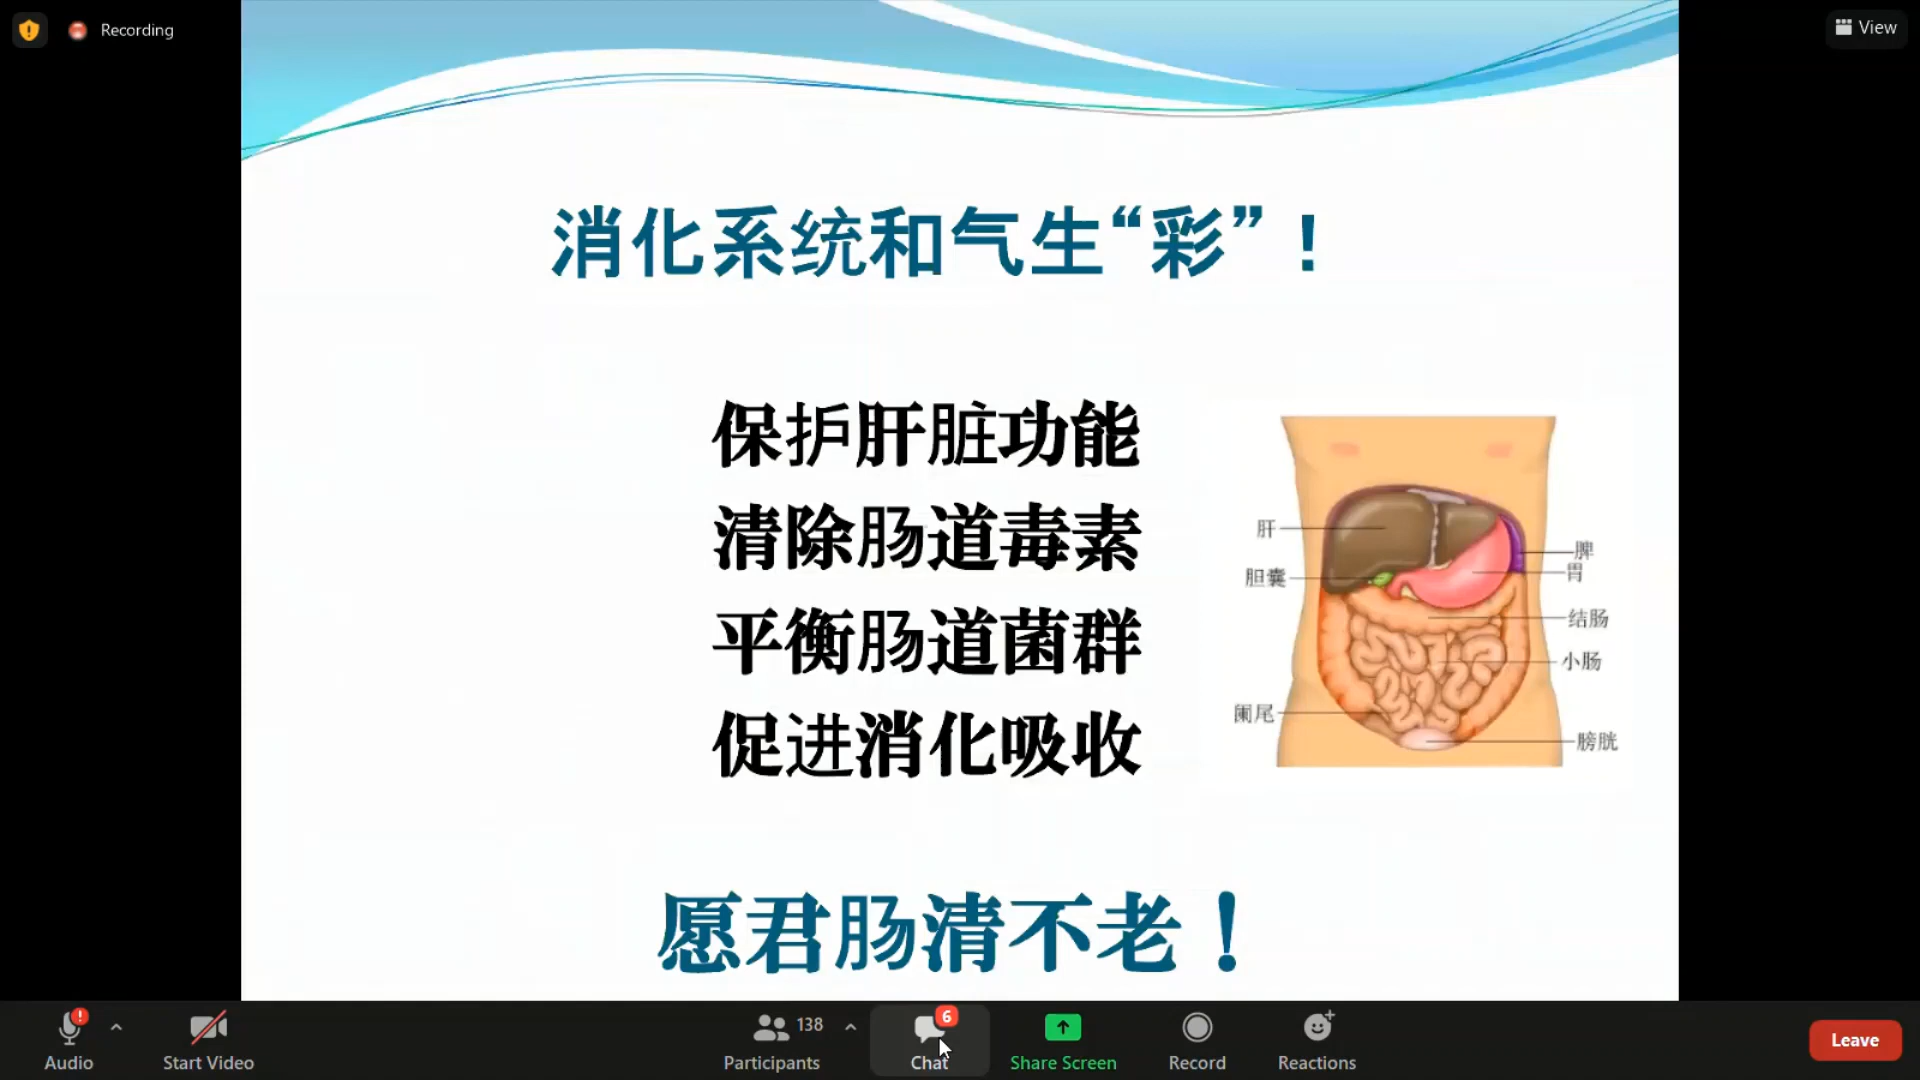 Recording
View
消化系统和气生“彩”！
保护肝脏功能
清除肠道毒素
平衡肠道菌群
促进消化吸收
肝
胆囊
阑尾
脾
胃
结肠
小肠
膀胱
愿君肠清不老！
Audio
Start Video
138
Participants
6
Chat
Share Screen
Record
Reactions
Leave